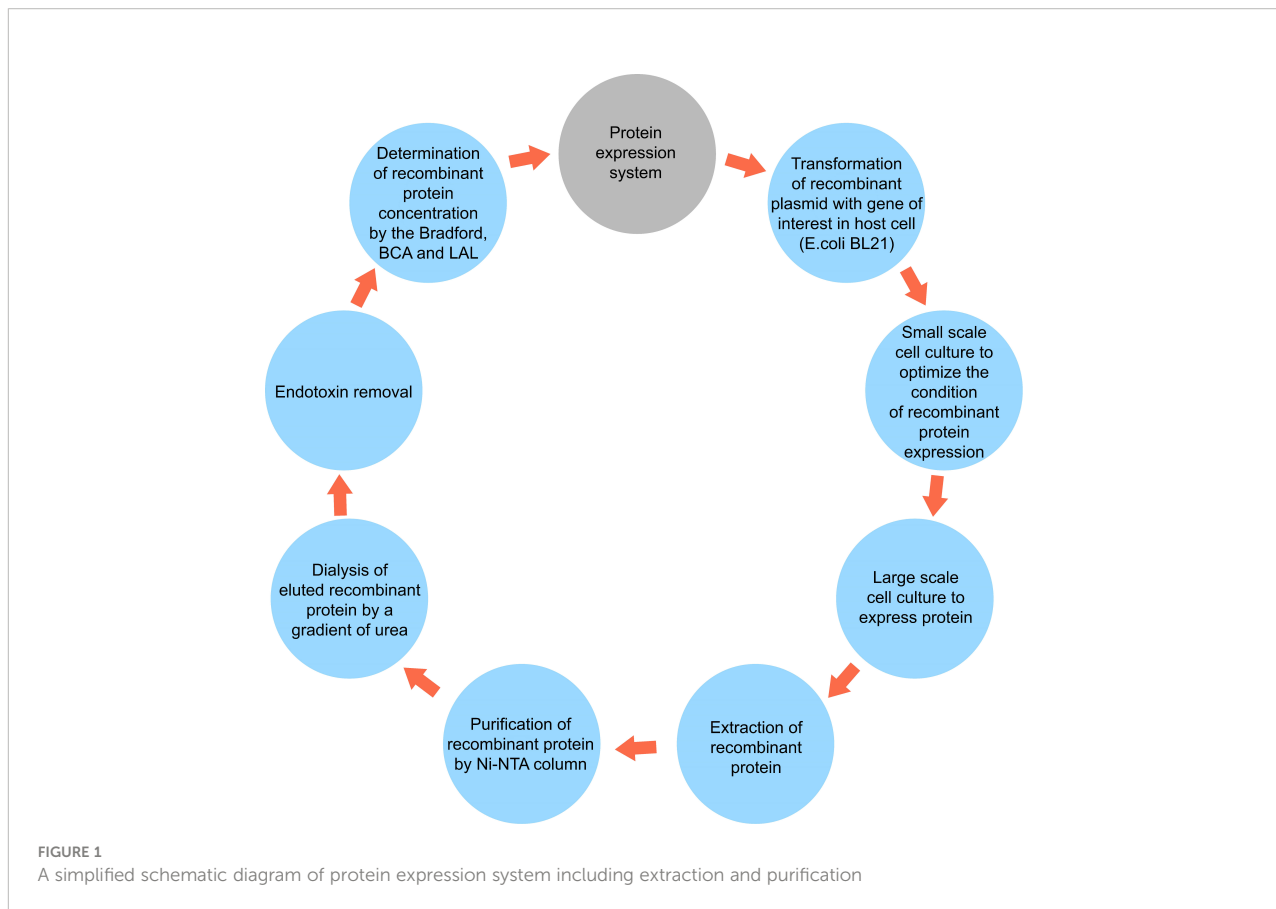 Protein
expression
system
Transformation
of recombinant
plasmid with gene of
interest in host cell
(E.coli BL21)
Small scale
cell culture to
optimize the
condition
of recombinant
protein
expression
Large scale
cell culture to
express protein
Extraction of
recombinant
protein
Purification of
recombinant protein
by Ni-NTA column
Dialysis of
eluted recombinant
protein by a
gradient of urea
Endotoxin removal
Determination
of recombinant
protein
concentration
by the Bradford,
BCA and LAL
FIGURE 1
A simplified schematic diagram of protein expression system including extraction and purification